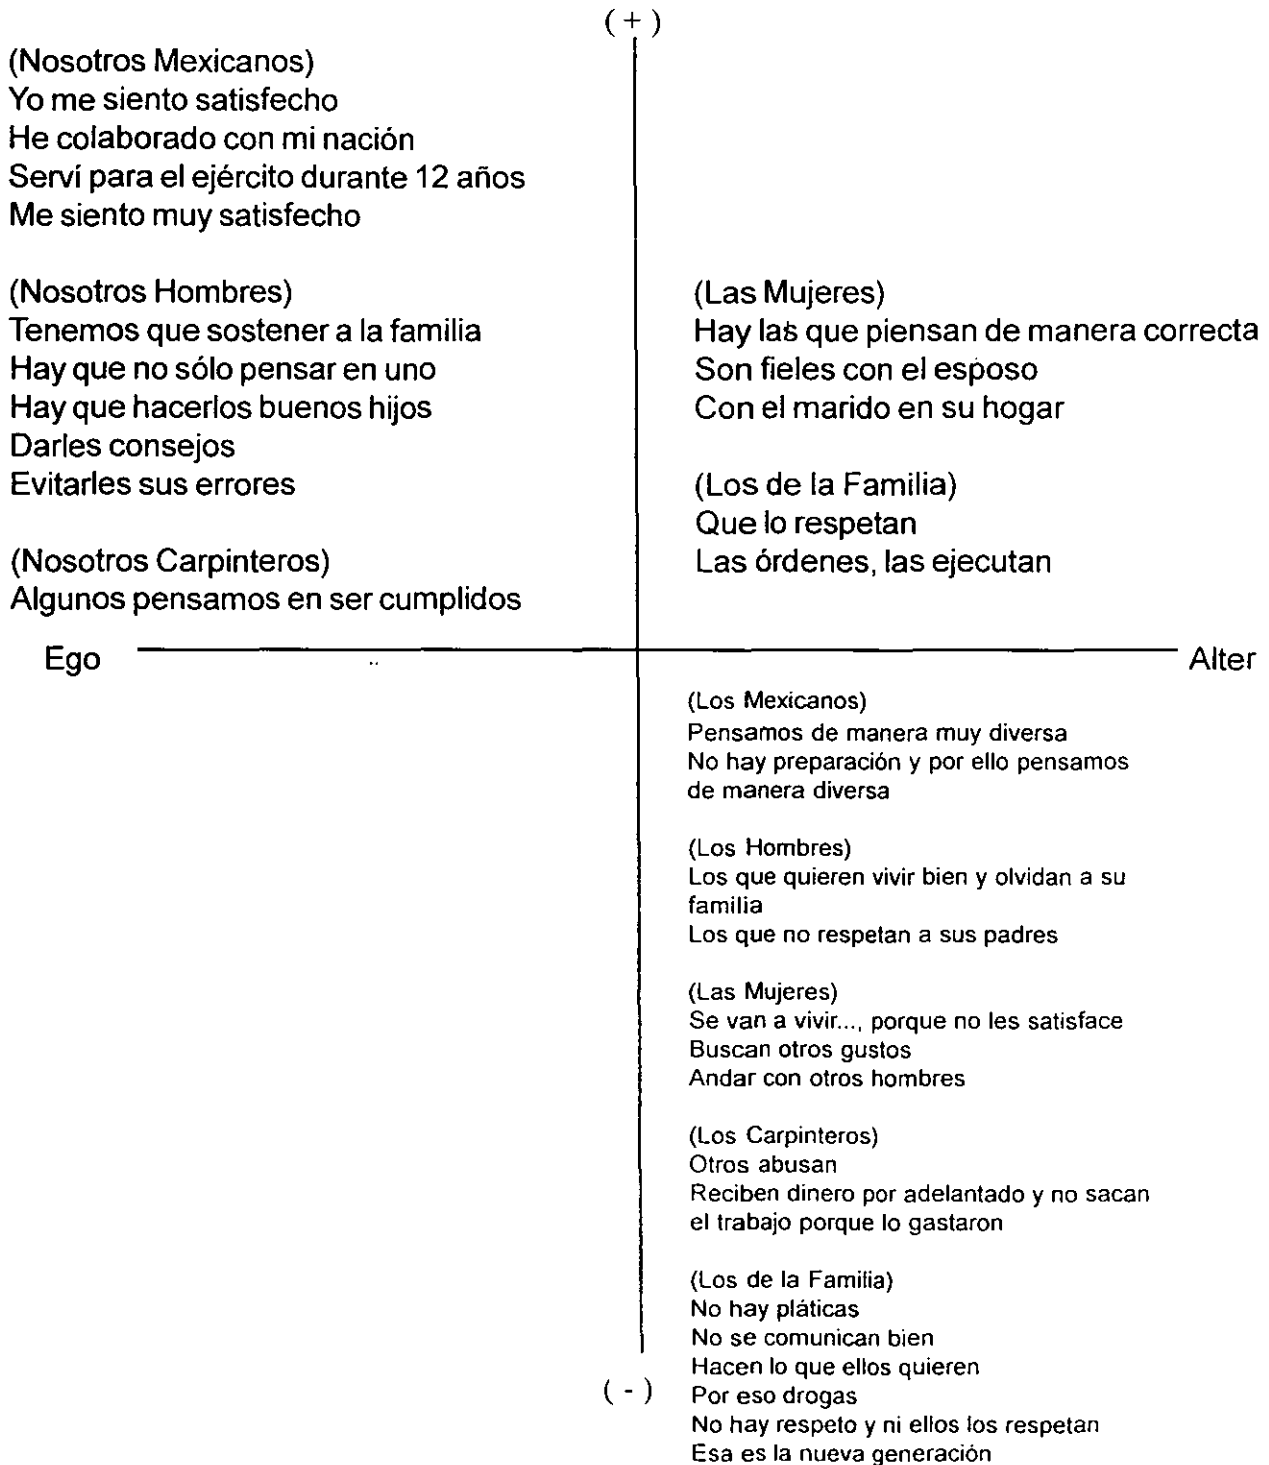 ( + )
(Nosotros Mexicanos)
Yo me siento satisfecho
He colaborado con mi nación
Serví para el ejército durante 12 años
Me siento muy satisfecho
(Nosotros Hombres)
Tenemos que sostener a la familia
Hay que no sólo pensar en uno
Hay que hacerlos buenos hijos
Darles consejos
Evitarles sus errores
(Nosotros Carpinteros)
Algunos pensamos en ser cumplidos
(Las Mujeres)
Hay las que piensan de manera correcta
Son fieles con el esposo
Con el marido en su hogar
(Los de la Familia)
Que lo respetan
Las órdenes, las ejecutan
Ego
Alter
(Los Mexicanos)
Pensamos de manera muy diversa
No hay preparación y por ello pensamos
de manera diversa
(Los Hombres)
Los que quieren vivir bien y olvidan a su
familia
Los que no respetan a sus padres
(Las Mujeres)
Se van a vivir..., porque no les satisface
Buscan otros gustos
Andar con otros hombres
(Los Carpinteros)
Otros abusan
Reciben dinero por adelantado y no sacan
el trabajo porque lo gastaron
(Los de la Familia)
No hay pláticas
No se comunican bien
Hacen lo que ellos quieren
Por eso drogas
No hay respeto y ni ellos los respetan
Esa es la nueva generación
( - )